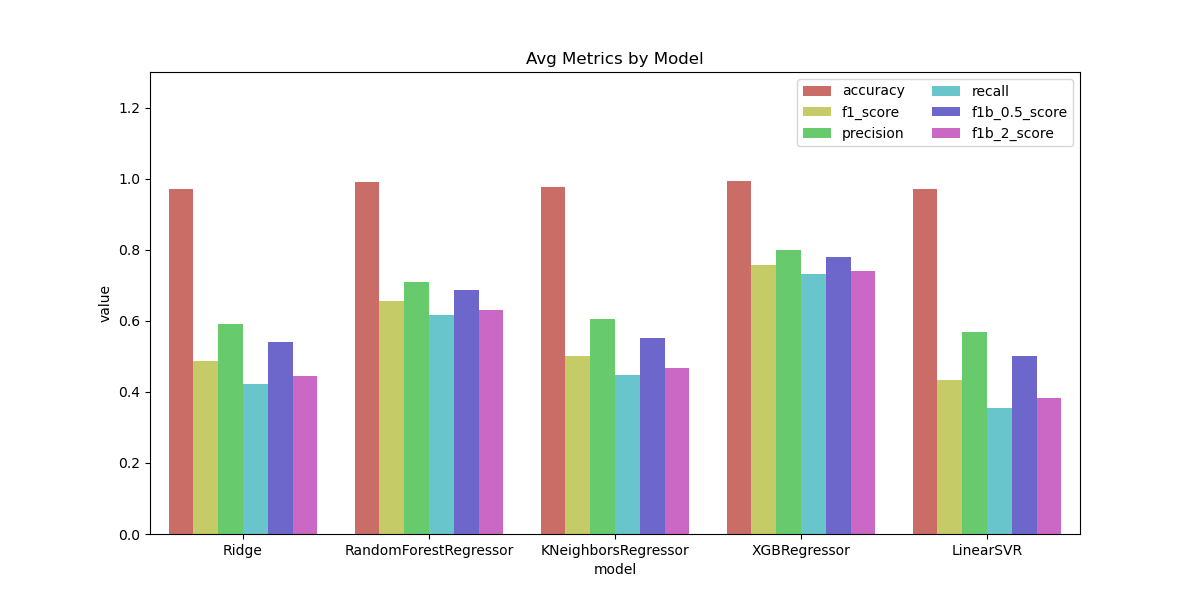 Avg Metrics by Model
accuracy
f1_score
precision
recall
f1b_0.5_score
f1b_2_score
value
1.2
1.0
0.8
0.6
0.4
0.2
0.0
Ridge
RandomForestRegressor
KNeighborsRegressor
XGBRegressor
LinearSVR
model